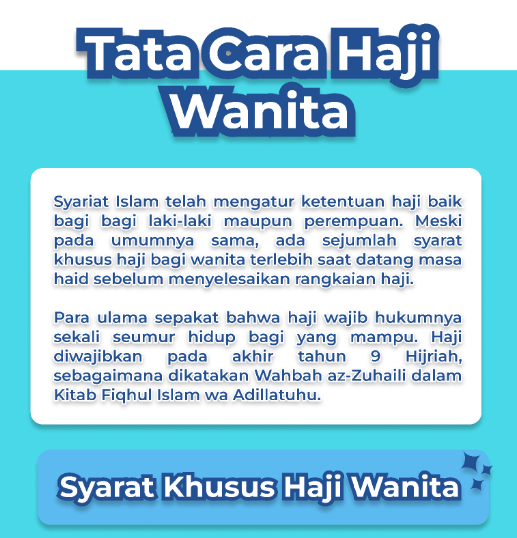 Tata Cara Haji
Wanita
Syariat Islam telah mengatur ketentuan haji baik
bagi bagi laki-laki maupun perempuan. Meski
pada umumnya sama, ada sejumlah syarat
khusus haji bagi wanita terlebih saat datang masa
haid sebelum menyelesaikan rangkaian haji.
Para ulama sepakat bahwa haji wajib hukumnya
sekali seumur hidup bagi yang mampu. Haji
diwajibkan pada akhir tahun 9 Hijriah,
sebagaimana dikatakan Wahbah az-Zuhaili dalam
Kitab Fiqhul Islam wa Adillatuhu.
Syarat Khusus Haji Wanita